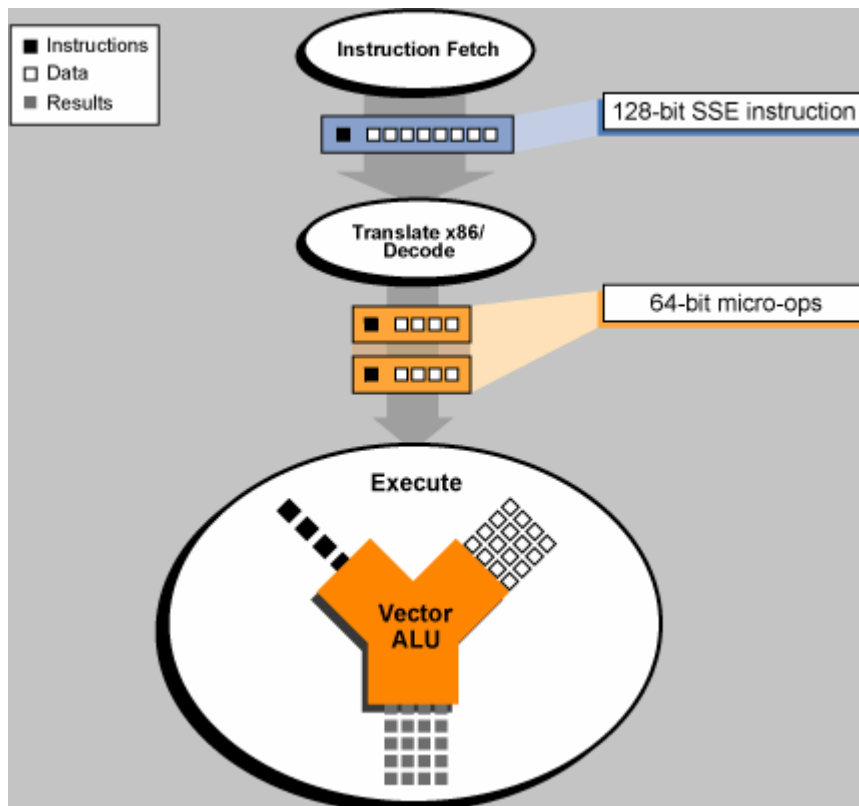 Instructions
Data
Results
Instruction Fetch
128-bit SSE instruction
Translate x86/
Decode
64-bit micro-ops
Execute
Vector
ALU